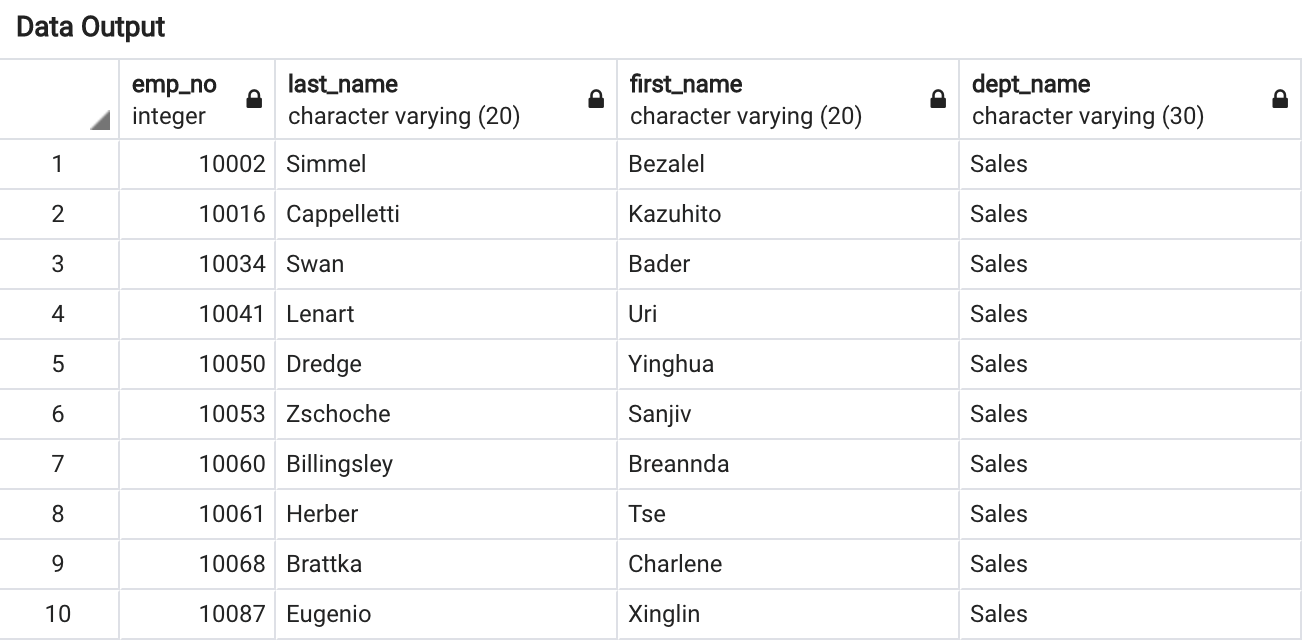 Data Output
emp_no last_name first_name dept_name
integer character varying (20) character varying (20) character varying (30)
1 10002 Simmel Bezalel Sales
2 10016 Cappelletti Kazuhito Sales
3 10034 Swan Bader Sales
4 10041 Lenart Uri Sales
5 10050 Dredge Yinghua Sales
6 10053 Zschoche Sanjiv Sales
7 10060 Billingsley Breannda Sales
8 10061 Herber Tse Sales
9 10068 Brattka Charlene Sales
10 10087 Eugenio Xinglin Sales